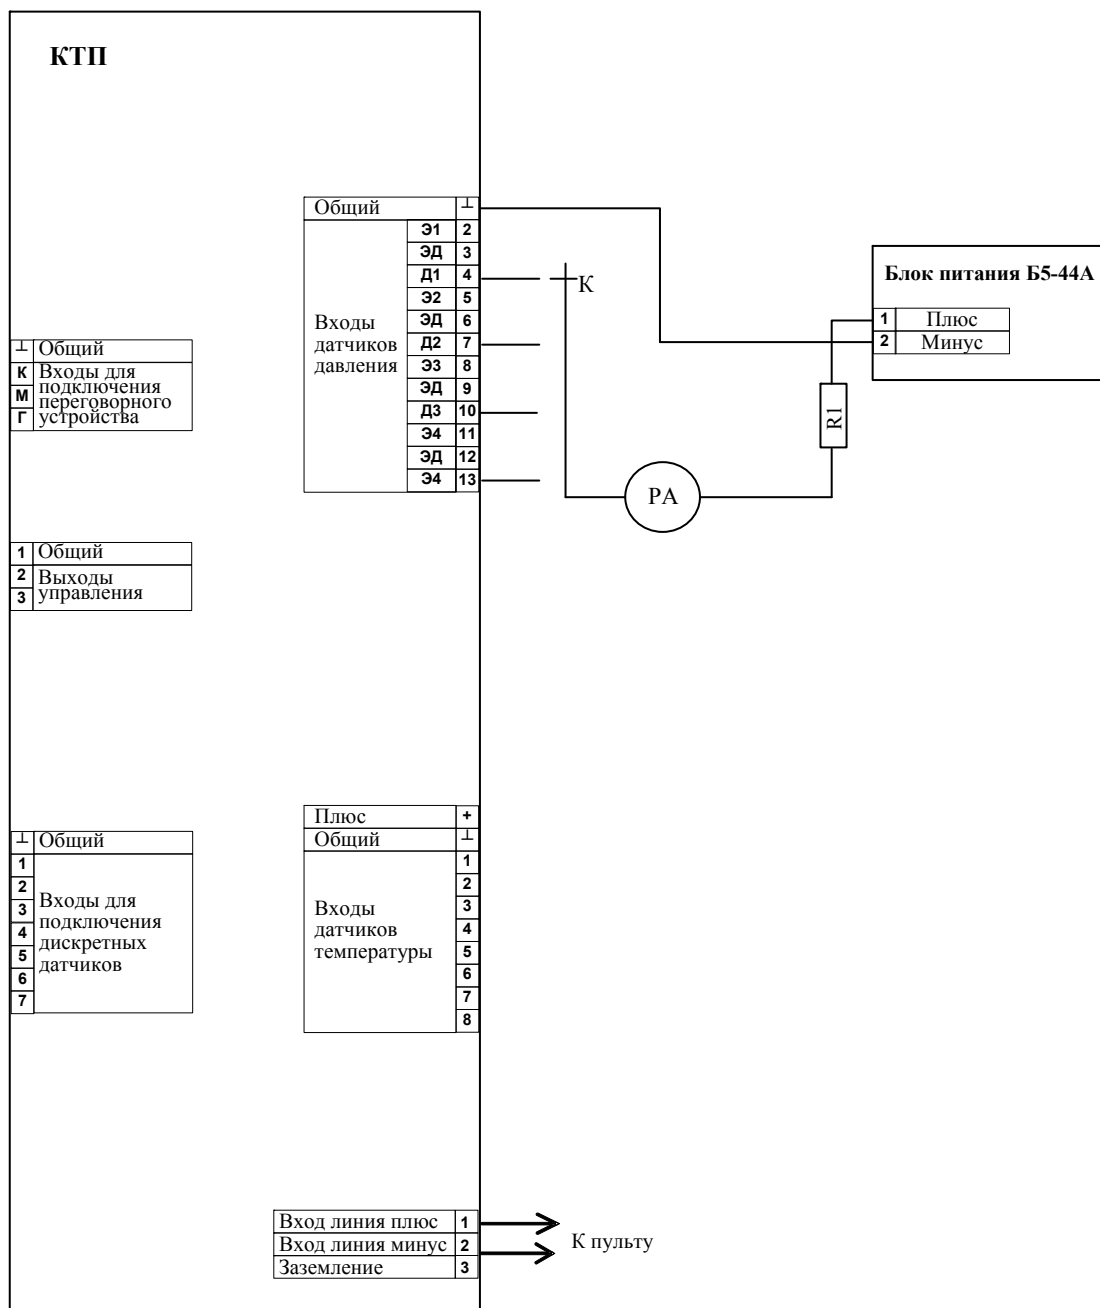 КТП
Общий ⊥
Э1 2
ЭД 3
Д1 4
Э2 5
ЭД 6
Д2 7
Э3 8
ЭД 9
Д3 10
Э4 11
ЭД 12
Э4 13
Входы
датчиков
давления
К
Блок питания Б5-44А
1 Плюс
2 Минус
R1
РА
⊥ Общий
К
М
Г
Входы для
подключения
переговорного
устройства
1 Общий
2
3
Выходы
управления
⊥ Общий
1
2
3
4
5
6
7
Входы для
подключения
дискретных
датчиков
Плюс +
Общий ⊥
1
2
3
4
5
6
7
8
Входы
датчиков
температуры
Вход линия плюс 1
Вход линия минус 2
Заземление 3
К пульту